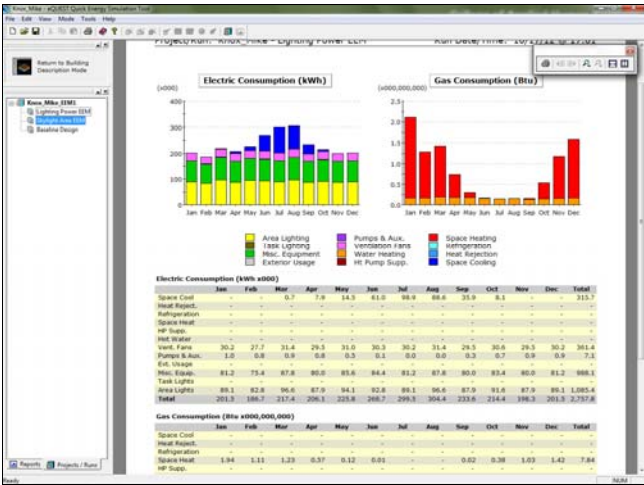 Knox_Mike - eQUEST Quick Energy Simulation Tool
File Edit View Mode Tools Help
Project/Run: Knox_Mike - Lighting Power EEM Run Date/Time:
Return to Building
Description Mode
Knox_Mike_EEM1
Lighting Power EEM
Skylight Area EEM
Baseline Design
Electric Consumption (kWh) Gas Consumption (Btu)
(x000) (x000,000,000)
400 2.5
300 2.0
200 1.5
100 1.0
0 0.5
0.0
Jan Feb Mar Apr May Jun Jul Aug Sep Oct Nov Dec Jan Feb Mar Apr May Jun Jul Aug Sep Oct Nov Dec
Area Lighting Pumps & Aux. Space Heating
Task Lighting Ventilation Fans Refrigeration
Misc. Equipment Water Heating Heat Rejection
Exterior Usage Ht Pump Supp. Space Cooling
Electric Consumption (kWh x000)
Jan Feb Mar Apr May Jun Jul Aug Sep Oct Nov Dec Total
Space Cool - - 0.7 7.9 14.5 61.0 98.9 88.6 35.9 8.1 - - 315.7
Heat Reject. - - - - - - - - - - - - -
Refrigeration - - - - - - - - - - - - -
Space Heat - - - - - - - - - - - - -
HP Supp. - - - - - - - - - - - - -
Hot Water - - - - - - - - - - - - -
Vent. Fans 30.2 27.7 31.4 29.5 31.0 30.3 30.2 31.4 29.5 30.6 29.5 30.2 361.4
Pumps & Aux. 1.0 0.8 0.9 0.8 0.5 0.1 0.0 0.0 0.3 0.7 0.9 0.9 7.1
Ext. Usage - - - - - - - - - - - - -
Misc. Equip. 81.2 75.4 87.8 80.0 85.6 84.4 81.2 87.8 80.0 83.4 80.0 81.2 988.1
Task Lights - - - - - - - - - - - - -
Area Lights 89.1 82.8 96.6 87.9 94.1 92.8 89.1 96.6 87.9 91.6 87.9 89.1 1,085.4
Total 201.5 186.7 217.4 206.1 225.8 268.7 299.5 304.4 233.6 214.4 198.3 201.5 2,757.8
Gas Consumption (Btu x000,000,000)
Jan Feb Mar Apr May Jun Jul Aug Sep Oct Nov Dec Total
Space Cool - - - - - - - - - - - - -
Heat Reject. - - - - - - - - - - - - -
Refrigeration - - - - - - - - - - - - -
Space Heat 1.94 1.11 1.23 0.57 0.12 0.01 - - 0.02 0.38 1.03 1.42 7.84
HP Supp. - - - - - - - - - - - - -
Reports Projects / Runs
Ready NUM